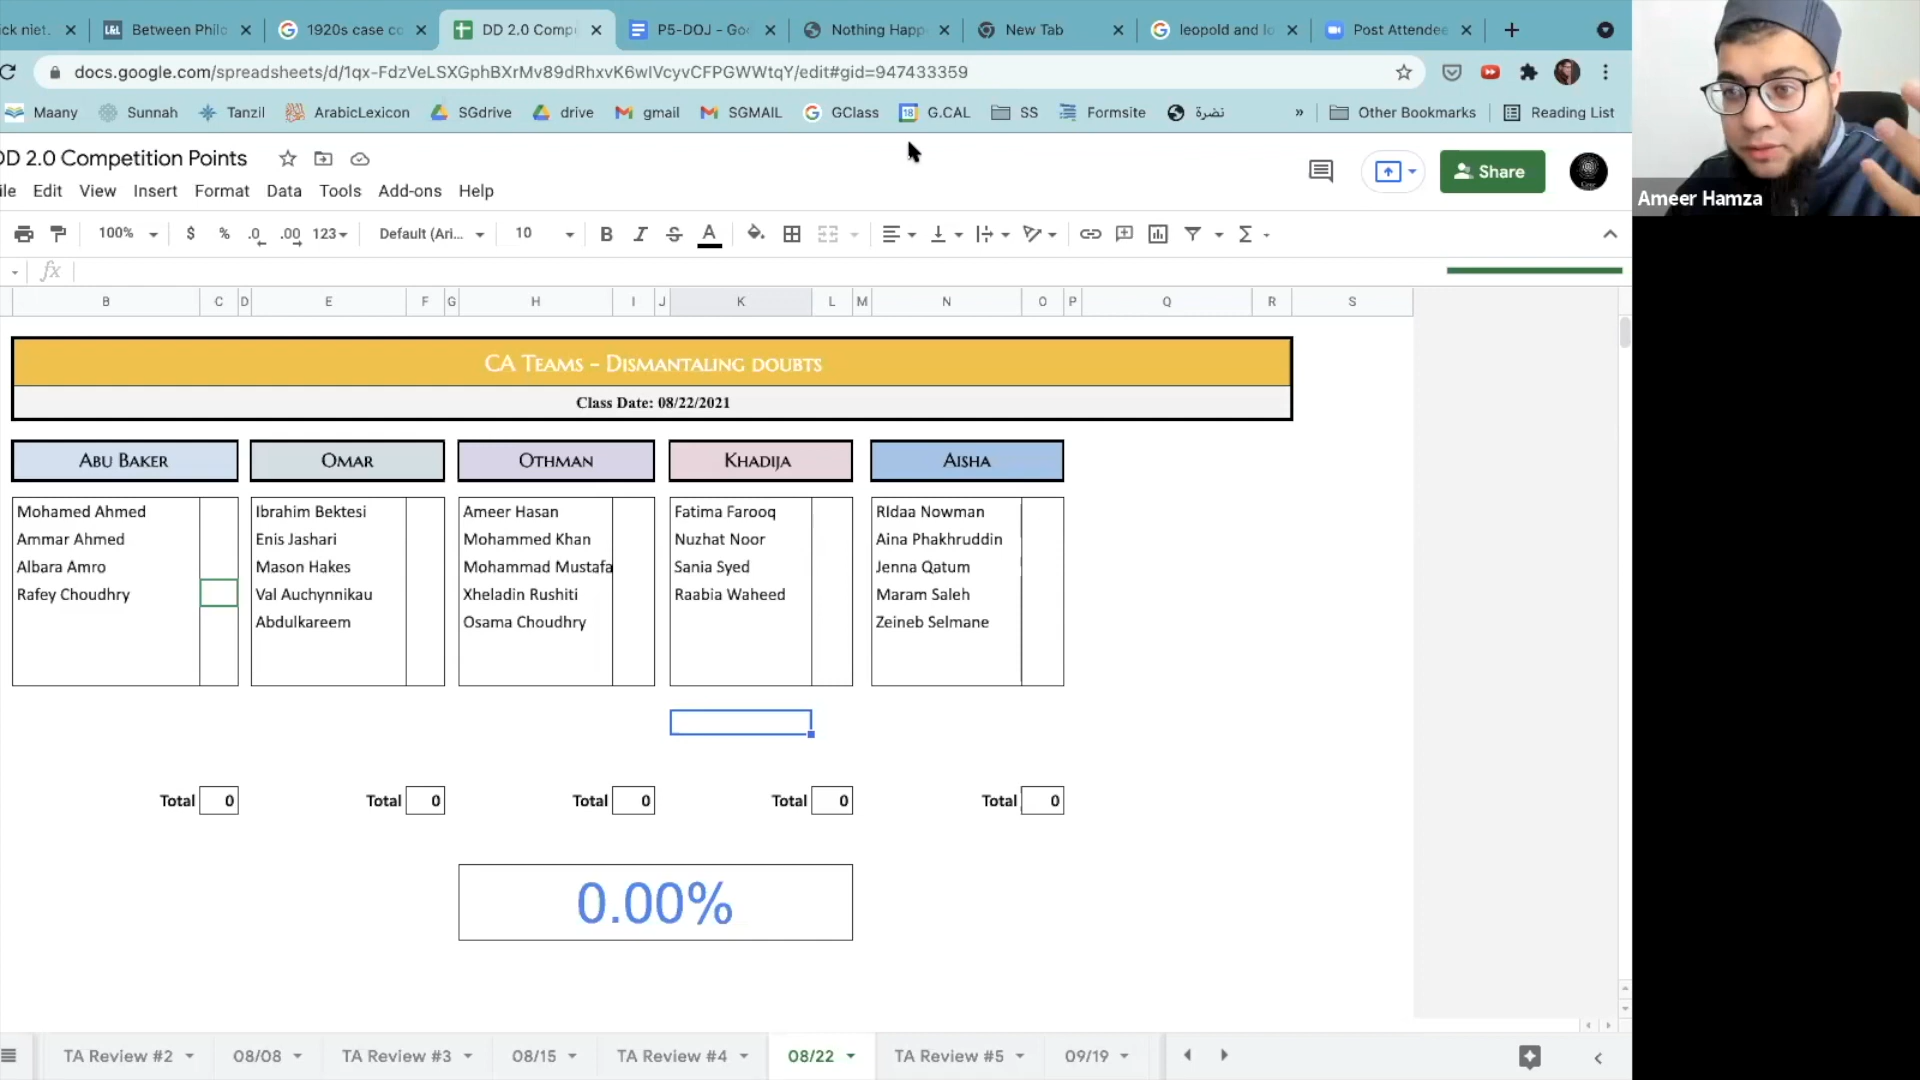 ck niet. Between Philo 1920s case co DD 2.0 Comp P5-DOJ - Goo Nothing Happ New Tab leopold and lo Post Attendee
docs.google.com/spreadsheets/d/1qx-FdzVeLSXGphBXrMv89dRhxvK6wIVcyvCFPGWWtqY/edit#gid=947433359
Maany Sunnah Tanzil ArabicLexicon SGdrive drive gmail SGMAIL GClass G.CAL SS Formsite نضرة » Other Bookmarks Reading List
DD 2.0 Competition Points
Share
Ameer Hamza
ile Edit View Insert Format Data Tools Add-ons Help
100% $ % .0 .00 123 Default (Ari... 10 B I S A
fx
B C D E F G H I J K L M N O P Q R S
CA Teams - Dismantaling doubts
Class Date: 08/22/2021
Abu Baker Omar Othman Khadija Aisha
Mohamed Ahmed Ibrahim Bektesi Ameer Hasan Fatima Farooq RIdaa Nowman
Ammar Ahmed Enis Jashari Mohammed Khan Nuzhat Noor Aina Phakhruddin
Albara Amro Mason Hakes Mohammad Mustafa Sania Syed Jenna Qatum
Rafey Choudhry Val Auchynnikau Xheladin Rushiti Raabia Waheed Maram Saleh
Abdulkareem Osama Choudhry Zeineb Selmane
Total 0 Total 0 Total 0 Total 0 Total 0
0.00%
TA Review #2 08/08 TA Review #3 08/15 TA Review #4 08/22 TA Review #5 09/19